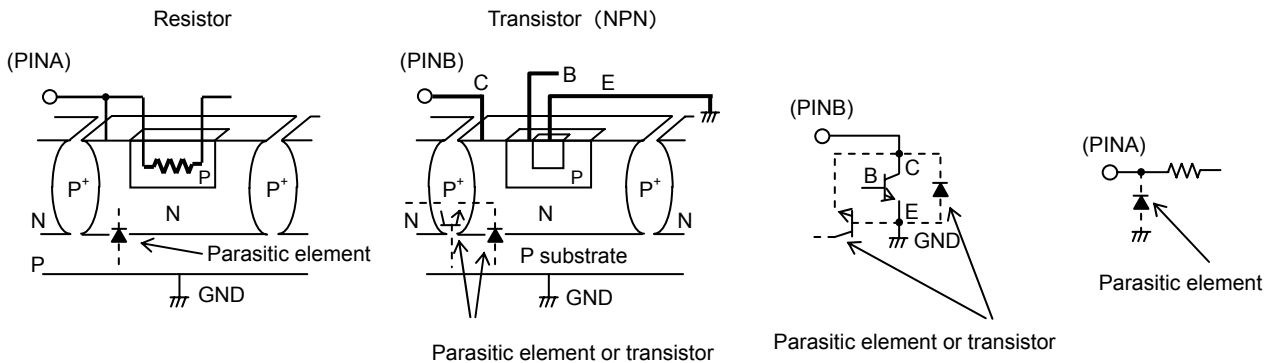 Resistor
(PINA)
P+
P
P+
N
N
Parasitic element
P
GND
Transistor（NPN）
(PINB)
C
B
E
P+
P
P+
N
N
N
P substrate
GND
Parasitic element or transistor
(PINB)
C
B
E
GND
Parasitic element or transistor
(PINA)
Parasitic element